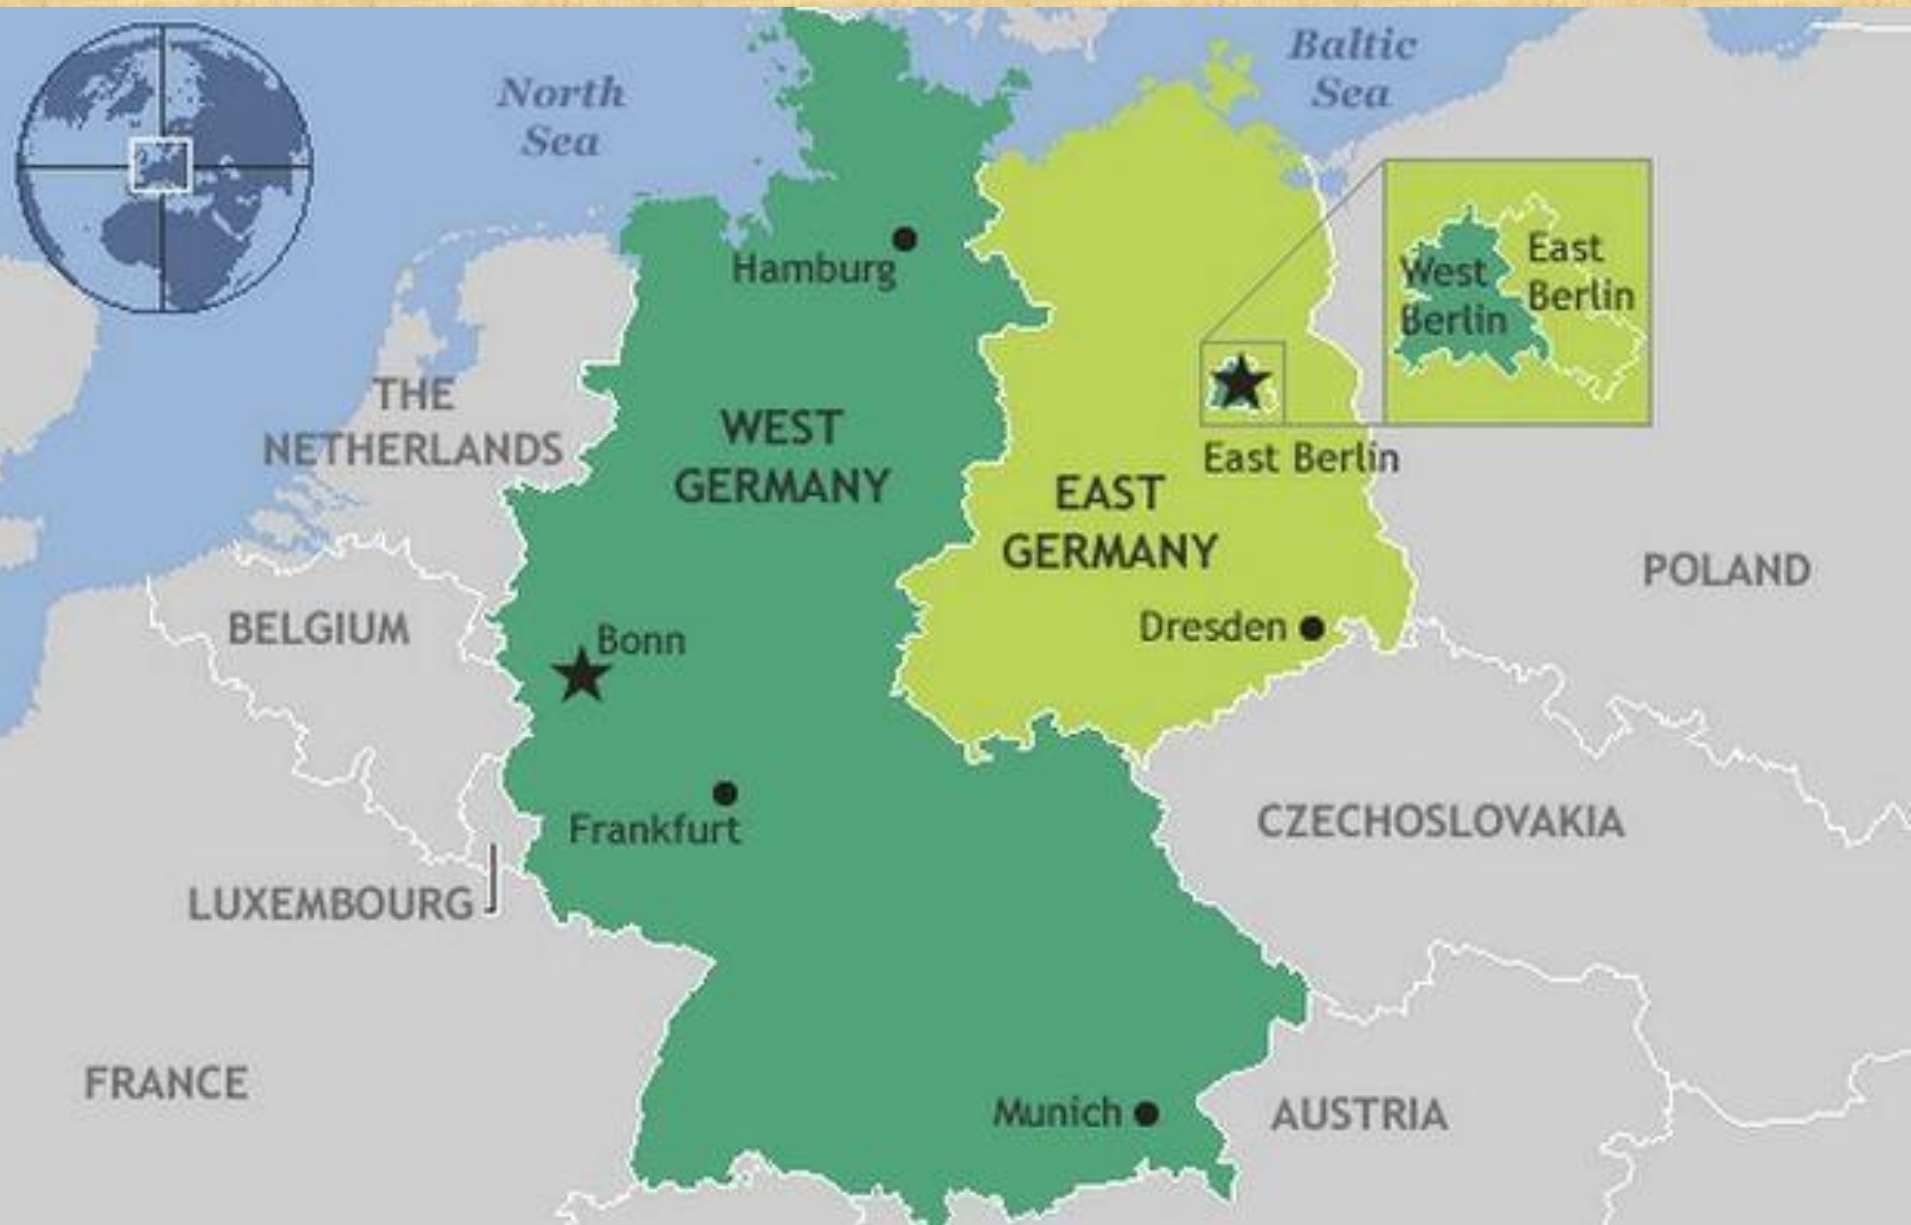 North
Sea
Baltic
Sea
Hamburg
West
Berlin
East
Berlin
THE
NETHERLANDS
WEST
GERMANY
East Berlin
EAST
GERMANY
POLAND
BELGIUM
Bonn
Dresden
Frankfurt
CZECHOSLOVAKIA
LUXEMBOURG
FRANCE
Munich
AUSTRIA